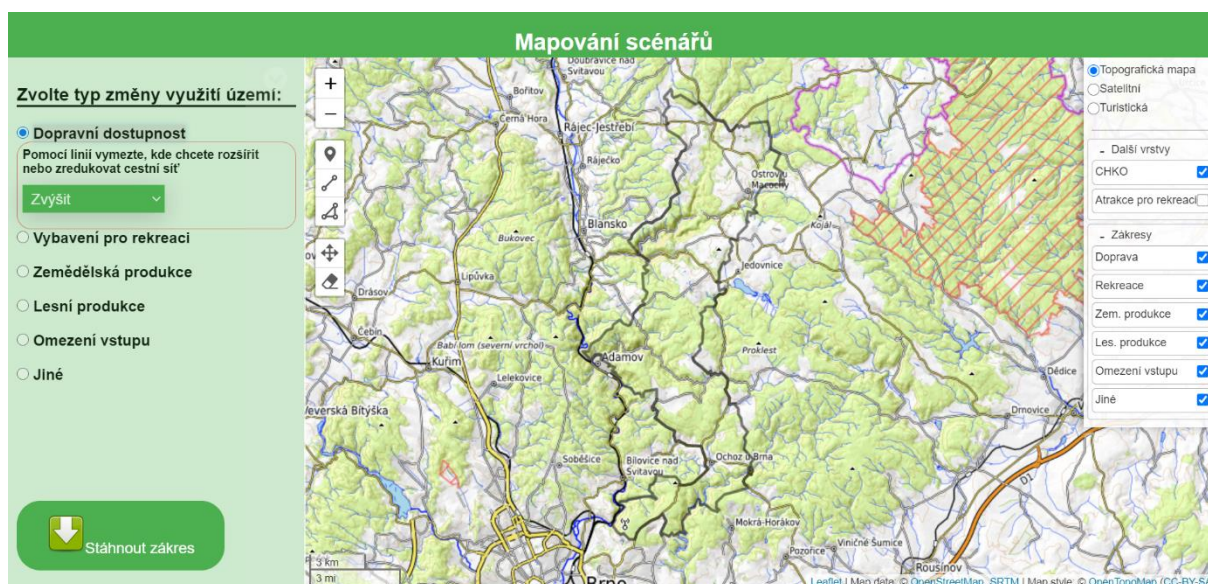 Mapování scénářů
Zvolte typ změny využití území:
Dopravní dostupnost
Pomocí linií vymezte, kde chcete rozšířit
nebo zredukovat cestní síť
Zvýšit
Vybavení pro rekreaci
Zemědělská produkce
Lesní produkce
Omezení vstupu
Jiné
Stáhnout zákres
+
−
Topografická mapa
Satelitní
Turistická
- Další vrstvy
CHKO
Atrakce pro rekreaci
- Zákresy
Doprava
Rekreace
Zem. produkce
Les. produkce
Omezení vstupu
Jiné
Doubravice nad
Svitavou
Bořitov
Černá Hora
Rájec-Jestřebí
Ráječko
Ostrov u
Macochy
Blansko
Bukovec
Kojál
Lipůvka
Jedovnice
Drásov
Čebín
Babí lom (severní vrchol)
Kuřim
Adamov
Proklest
Lelekovice
Dědice
Veverská Bítýška
Drnovice
Soběšice
Bílovice nad
Svitavou
Ochoz u Brna
D1
Mokrá-Horákov
Viničné Šumice
Pozořice
Rousínov
Brno
3 km
3 mi
Leaflet | Map data: © OpenStreetMap, SRTM | Map style: © OpenTopoMap (CC-BY-SA